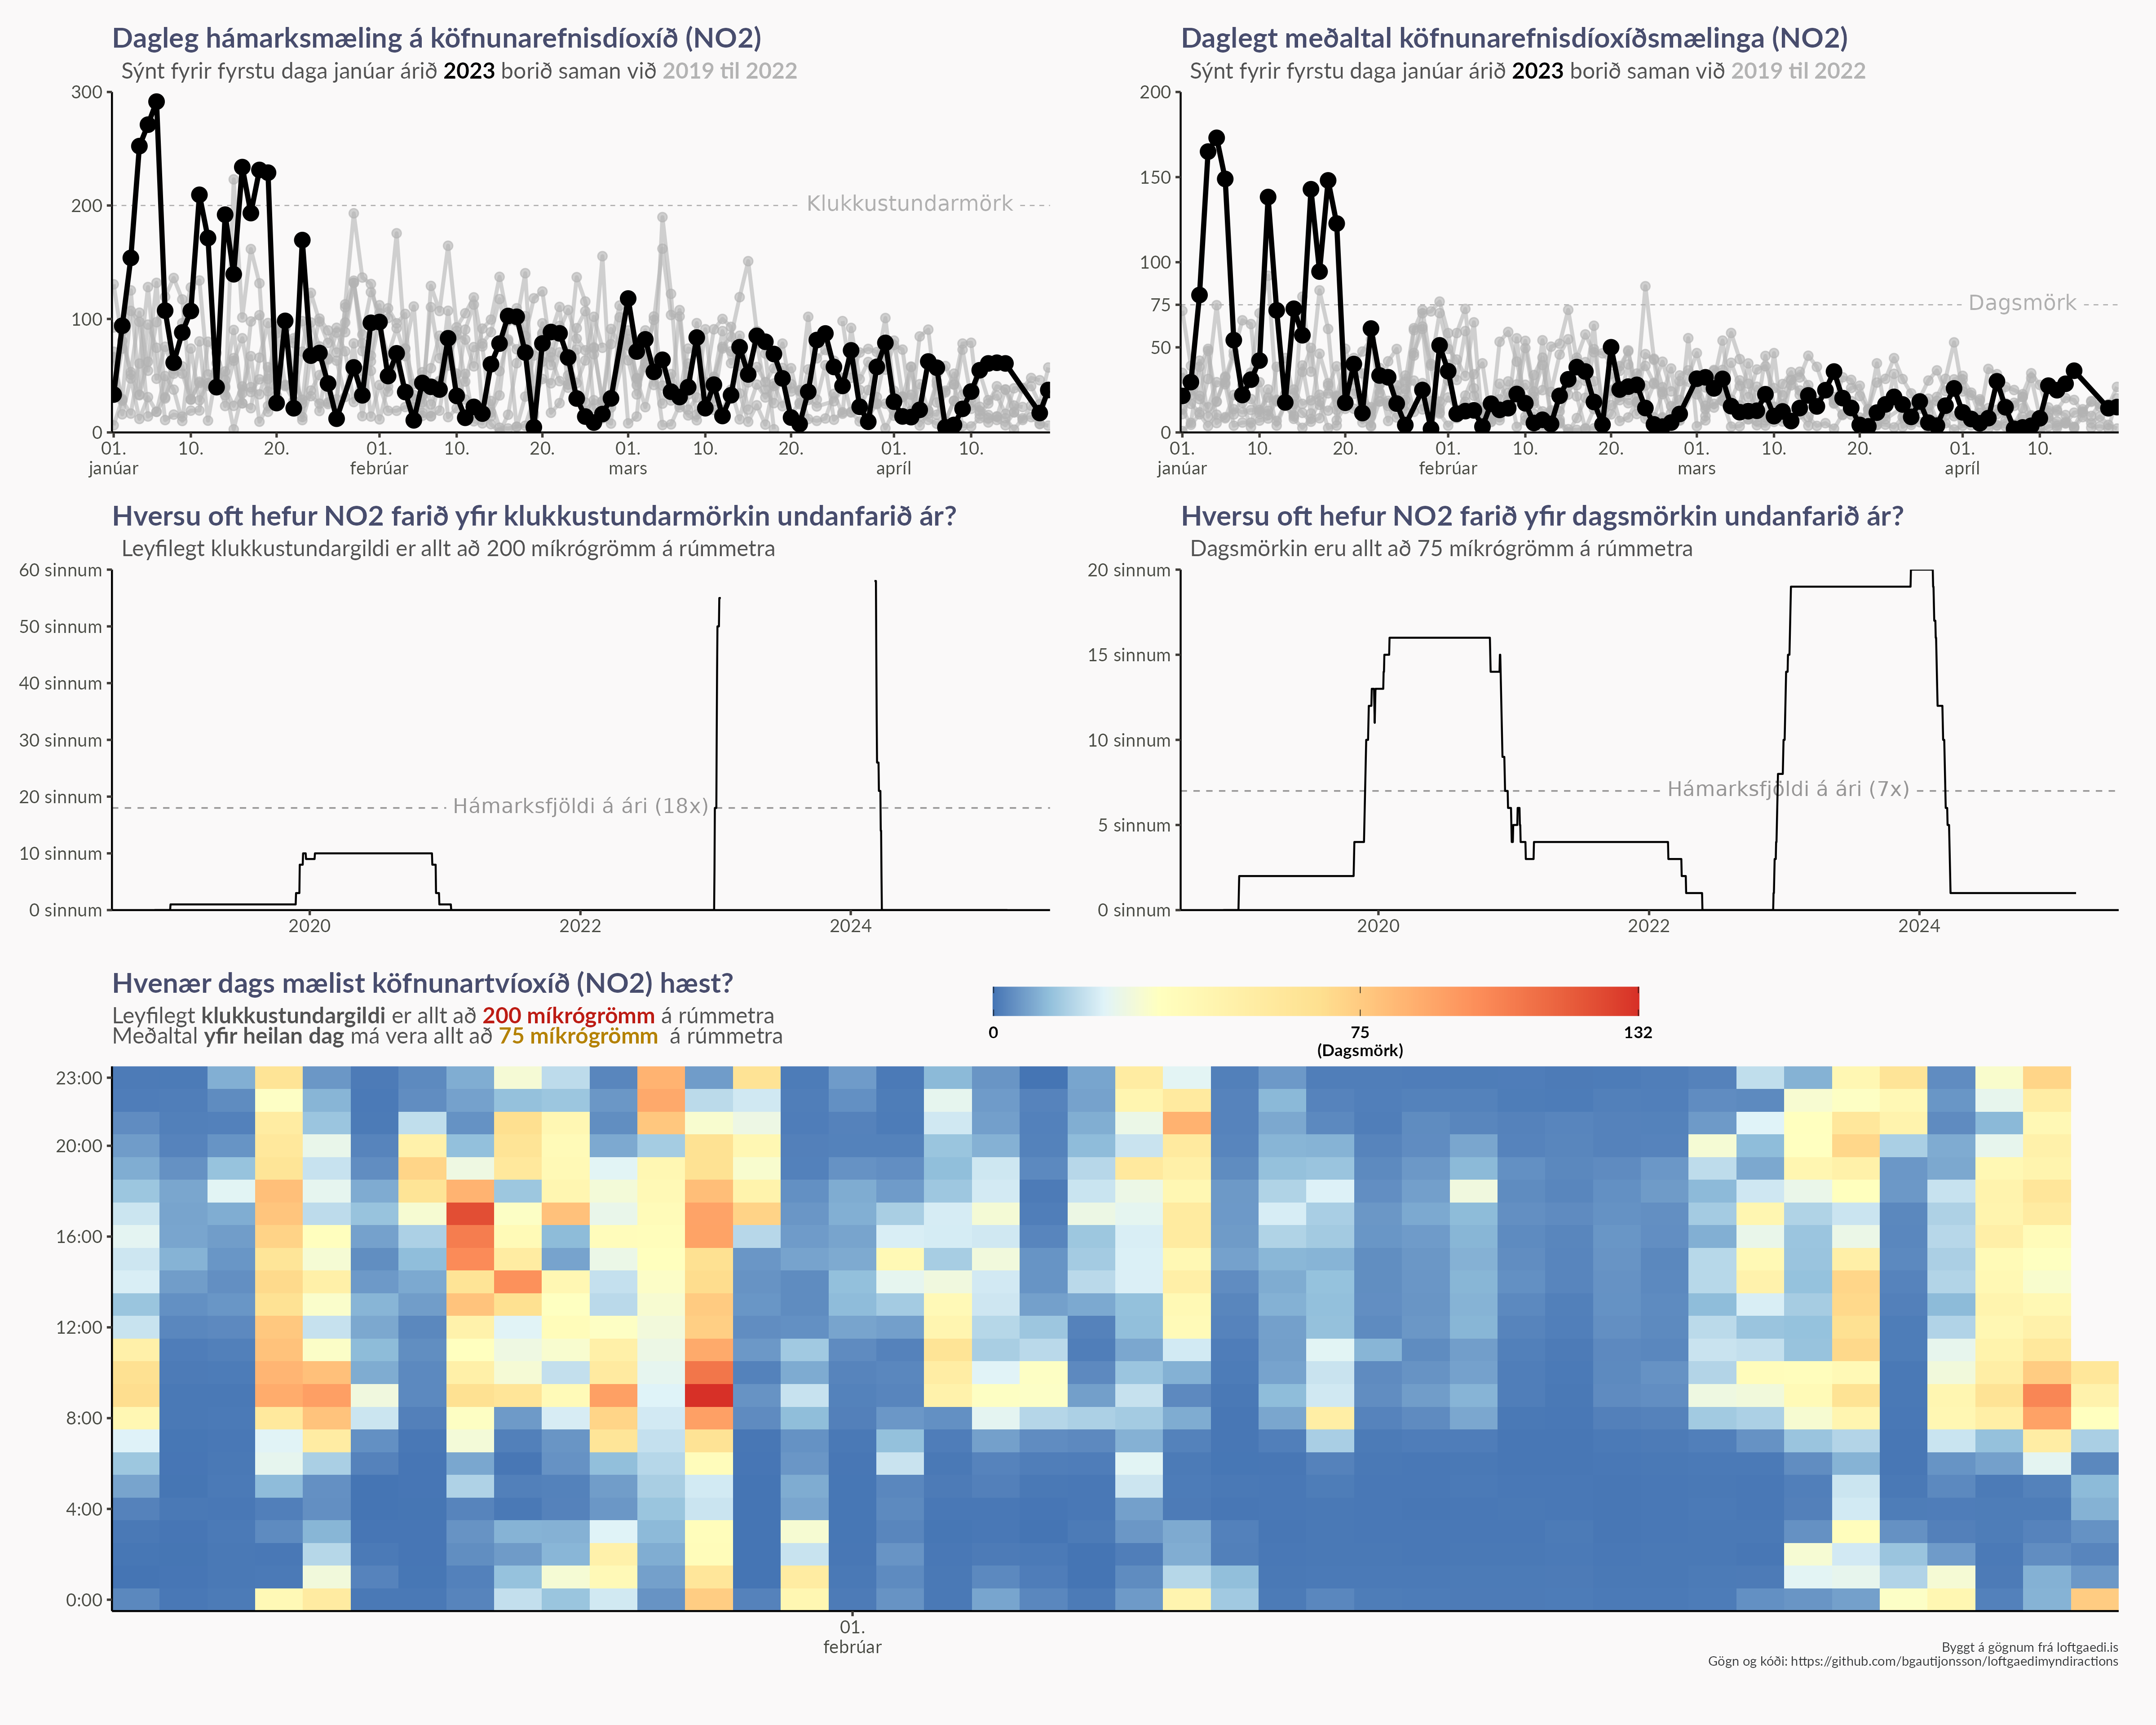 Dagleg hámarksmæling á köfnunarefnisdíoxíð (NO2)
Sýnt fyrir fyrstu daga janúar árið 2023 borið saman við 2019 til 2022
300
200
100
0
Klukkustundarmörk
01. 10. 20. 01. 10. 20. 01. 10. 20. 01. 10.
janúar febrúar mars apríl
Daglegt meðaltal köfnunarefnisdíoxíðsmælinga (NO2)
Sýnt fyrir fyrstu daga janúar árið 2023 borið saman við 2019 til 2022
200
150
100
75
50
0
Dagsmörk
01. 10. 20. 01. 10. 20. 01. 10. 20. 01. 10.
janúar febrúar mars apríl
Hversu oft hefur NO2 farið yfir klukkustundarmörkin undanfarið ár?
Leyfilegt klukkustundargildi er allt að 200 míkrógrömm á rúmmetra
60 sinnum
50 sinnum
40 sinnum
30 sinnum
20 sinnum
10 sinnum
0 sinnum
Hámarksfjöldi á ári (18x)
2020 2022 2024
Hversu oft hefur NO2 farið yfir dagsmörkin undanfarið ár?
Dagsmörkin eru allt að 75 míkrógrömm á rúmmetra
20 sinnum
15 sinnum
10 sinnum
5 sinnum
0 sinnum
Hámarksfjöldi á ári (7x)
2020 2022 2024
Hvenær dags mælist köfnunartvíoxíð (NO2) hæst?
Leyfilegt klukkustundargildi er allt að 200 míkrógrömm á rúmmetra
Meðaltal yfir heilan dag má vera allt að 75 míkrógrömm á rúmmetra
0 75 132
(Dagsmörk)
23:00
20:00
16:00
12:00
8:00
4:00
0:00
01.
febrúar
Byggt á gögnum frá loftgaedi.is
Gögn og kóði: https://github.com/bgautijonsson/loftgaedimyndiractions